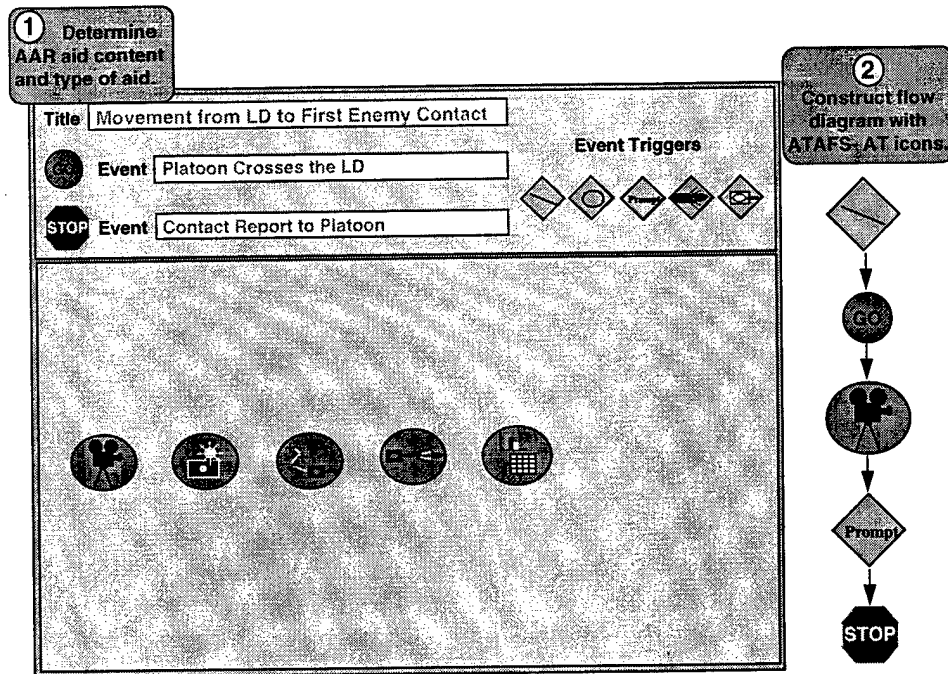 1
Determine
AAR aid content
and type of aid.
Title Movement from LD to First Enemy Contact
GO Event Platoon Crosses the LD
STOP Event Contact Report to Platoon
Event Triggers
Prompt
2
Construct flow
diagram with
ATAFS-AT icons.
GO
Prompt
STOP